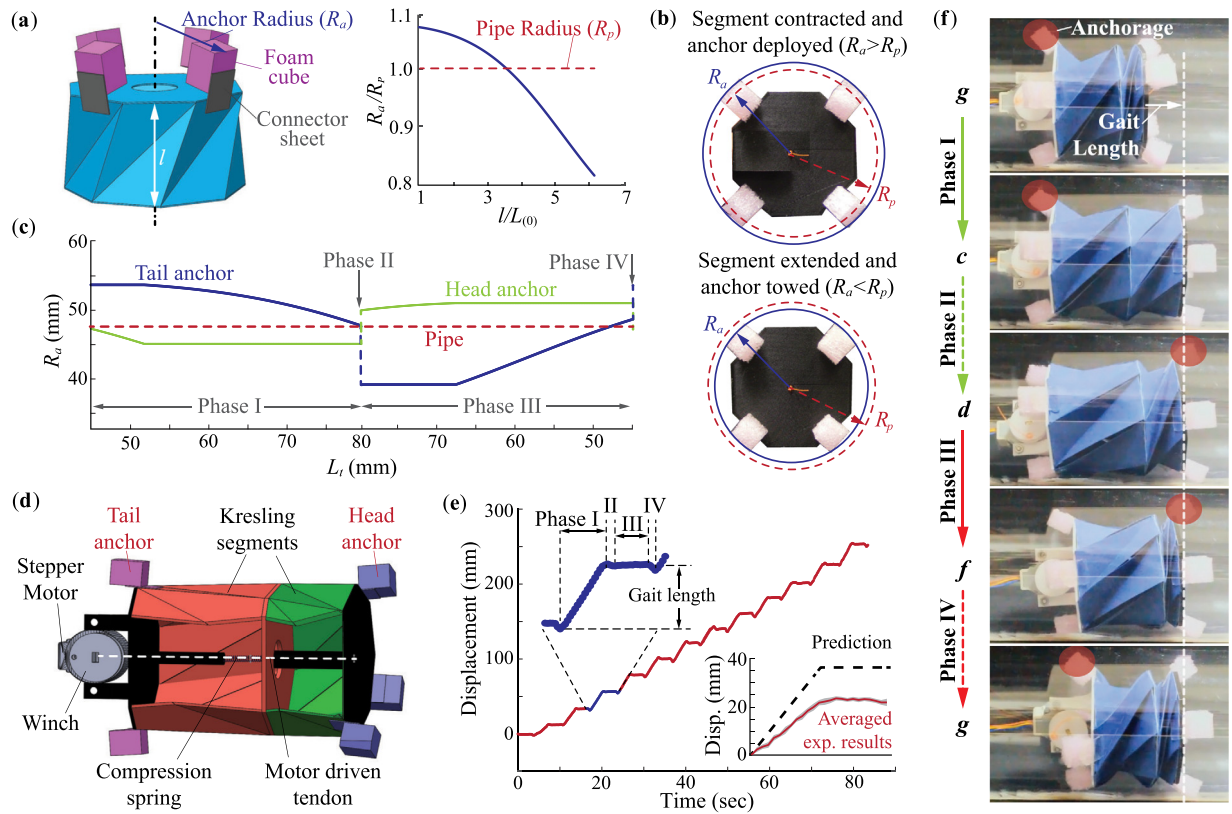 (a)
Anchor Radius (Rₐ)
Foam
cube
Connector
sheet
l
1.1
1.0
0.9
0.8
Rₐ/Rₚ
Pipe Radius (Rₚ)
1
3
5
7
l/L₍₀₎
(b)
Segment contracted and
anchor deployed (Rₐ>Rₚ)
Rₐ
Rₚ
Segment extended and
anchor towed (Rₐ<Rₚ)
Rₐ
Rₚ
(c)
60
50
40
Rₐ (mm)
Tail anchor
Phase II
Head anchor
Phase IV
Pipe
Phase I
Phase III
50
60
70
80
70
60
50
Lₜ (mm)
(d)
Tail
anchor
Kresling
segments
Head
anchor
Stepper
Motor
Winch
Compression
spring
Motor driven
tendon
(e)
300
200
150
100
50
0
Displacement (mm)
Phase I
II
III
IV
Gait length
0
20
40
60
80
Time (sec)
40
20
0
Disp. (mm)
Prediction
Averaged
exp. results
(f)
Anchorage
Gait
Length
g
Phase I
c
Phase II
d
Phase III
f
Phase IV
g